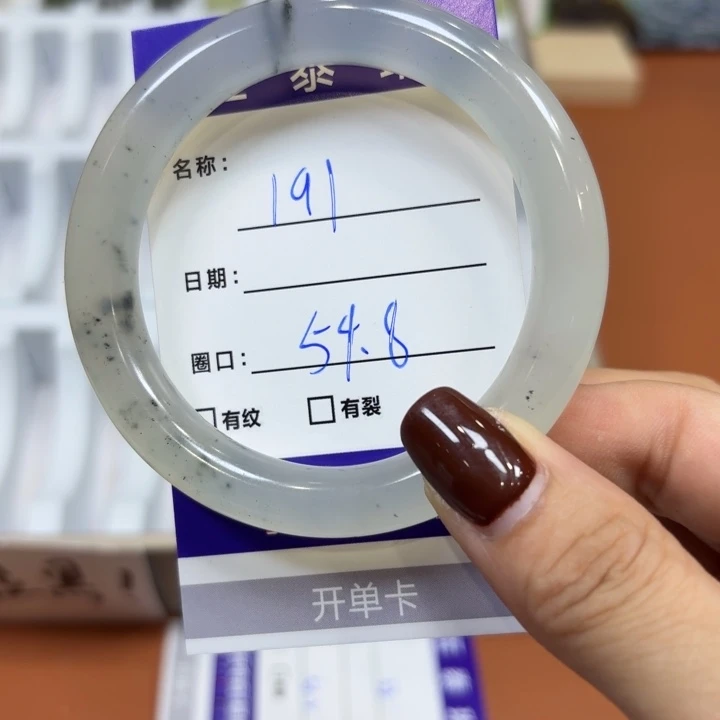 名称: 191
日期:
圈口: 54.8
有纹 有裂
开单卡